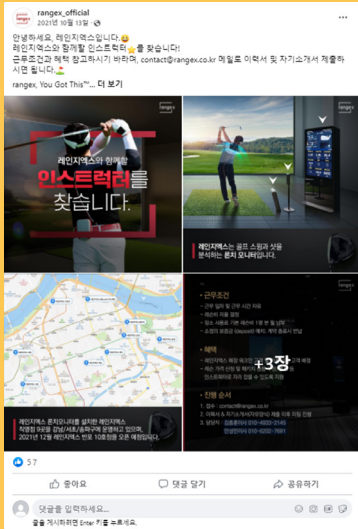 rangex_official
2021년 10월 13일
안녕하세요, 레인지엑스입니다.😀
레인지엑스와 함께할 인스트럭터⭐를 찾습니다!
근무조건과 혜택 참고하시기 바라며, contact@rangex.co.kr 메일로 이력서 및 자기소개서 제출하
시면 됩니다.⛳
rangex, You Got This™... 더 보기
rangex
레인지엑스와 함께할
인스트럭터를
찾습니다.
rangex
레인지엑스는 골프 스윙과 샷을
분석하는 론치 모니터입니다.
레인지엑스 론치모니터를 설치한 레인지엑스
직영점 9곳을 강남/서초/송파구에 운영하고 있으며,
2021년 12월 레인지엑스 반포 10호점을 오픈 예정입니다.
• 근무조건
• 혜택
+3장
• 진행 순서
1. 접수 : contact@rangex.co.kr
57
좋아요
댓글 달기
공유하기
댓글을 입력하세요...
글을 게시하려면 Enter 키를 누르세요.